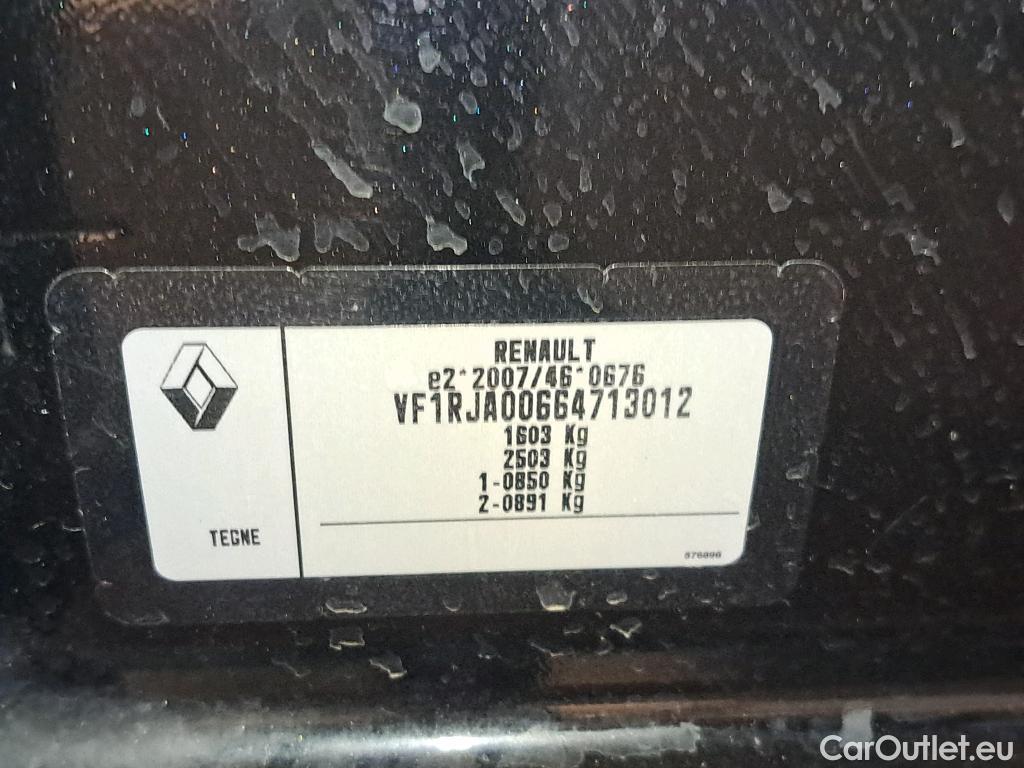 RENAULT
e2*2007/46*0676
VF1RJA00664713012
1603 Kg
2503 Kg
1-0850 Kg
2-0891 Kg
TEGNE
576896
CarOutlet.eu